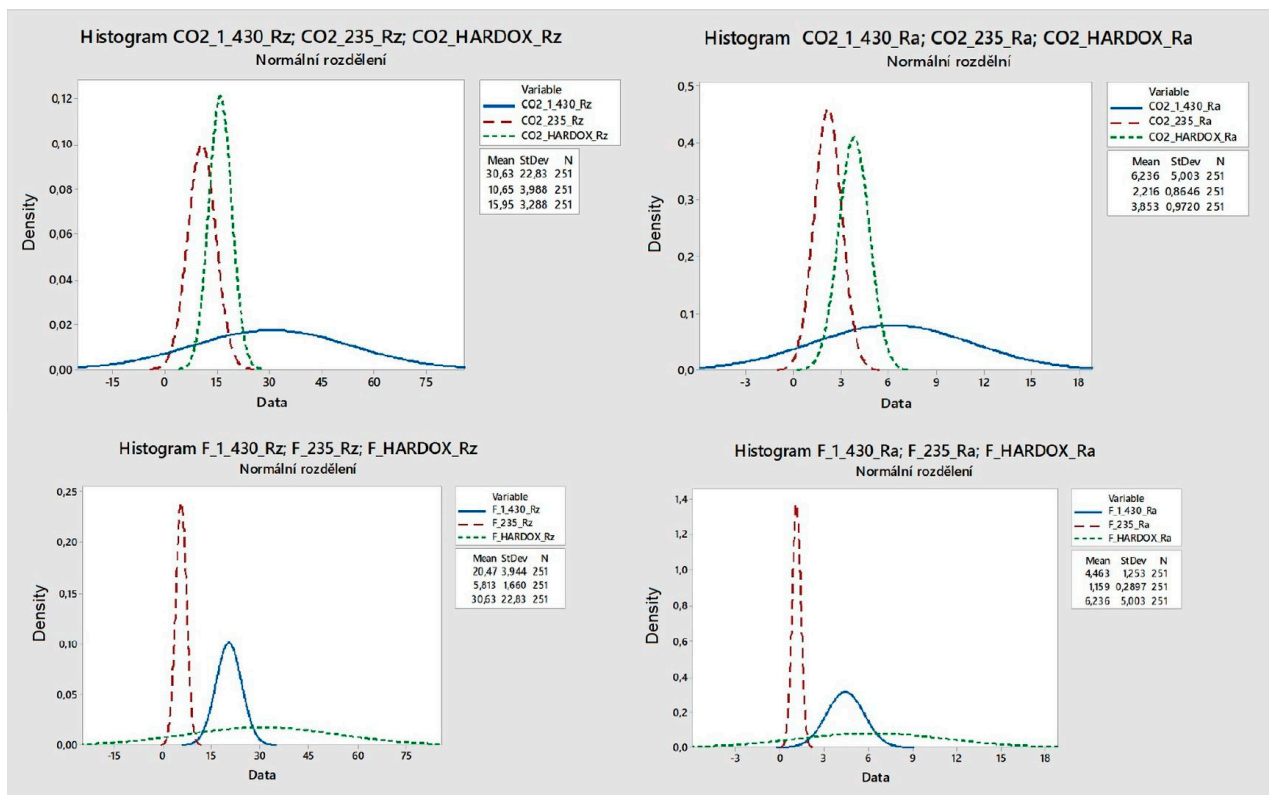 Histogram CO2_1_430_Rz; CO2_235_Rz; CO2_HARDOX_Rz
Normální rozdělení
0,12
0,10
0,08
0,06
0,04
0,02
0,00
Density
-15 0 15 30 45 60 75
Data
Variable
CO2_1_430_Rz
CO2_235_Rz
CO2_HARDOX_Rz
Mean StDev N
30,63 22,83 251
10,65 3,988 251
15,95 3,288 251
Histogram CO2_1_430_Ra; CO2_235_Ra; CO2_HARDOX_Ra
Normální rozdělní
0,5
0,4
0,3
0,2
0,1
0,0
Density
-3 0 3 6 9 12 15 18
Data
Variable
CO2_1_430_Ra
CO2_235_Ra
CO2_HARDOX_Ra
Mean StDev N
6,236 5,003 251
2,216 0,8646 251
3,853 0,9720 251
Histogram F_1_430_Rz; F_235_Rz; F_HARDOX_Rz
Normální rozdělení
0,25
0,20
0,15
0,10
0,05
0,00
Density
-15 0 15 30 45 60 75
Data
Variable
F_1_430_Rz
F_235_Rz
F_HARDOX_Rz
Mean StDev N
20,47 3,944 251
5,813 1,660 251
30,63 22,83 251
Histogram F_1_430_Ra; F_235_Ra; F_HARDOX_Ra
Normální rozdělení
1,4
1,2
1,0
0,8
0,6
0,4
0,2
0,0
Density
-3 0 3 6 9 12 15 18
Data
Variable
F_1_430_Ra
F_235_Ra
F_HARDOX_Ra
Mean StDev N
4,463 1,253 251
1,159 0,2897 251
6,236 5,003 251